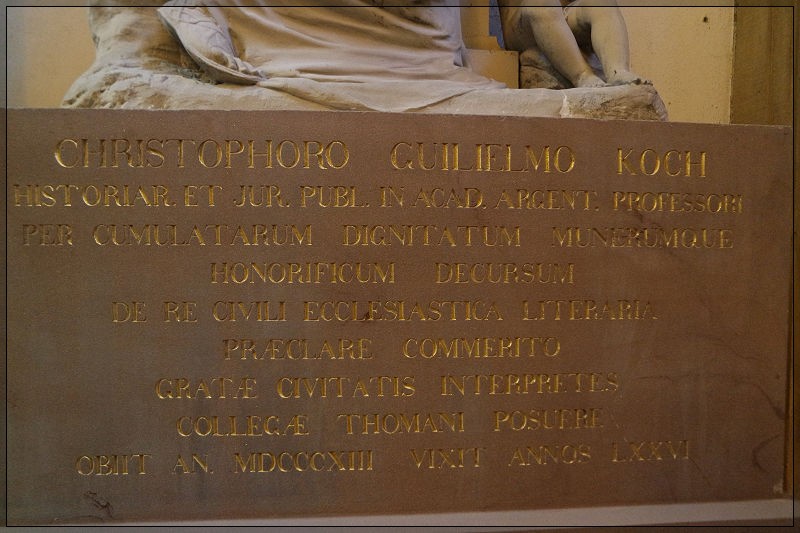 CHRISTOPHORO GUILIELMO KOCH
HISTORIAR. ET JUR. PUBL. IN ACAD. ARGENT. PROFESSORI
PER CUMULATARUM DIGNITATUM MUNERUMQUE
HONORIFICUM DECURSUM
DE RE CIVILI ECCLESIASTICA LITERARIA
PRÆCLARE COMMERITO
GRATÆ CIVITATIS INTERPRETES
COLLEGÆ THOMANI POSUERE
OBIIT AN. MDCCCXIII VIXIT ANNOS LXXVI